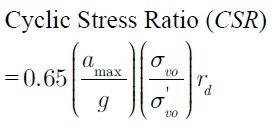 Cyclic Stress Ratio (CSR)
= 0.65 (a_max / g) (σ_vo / σ'_vo) r_d